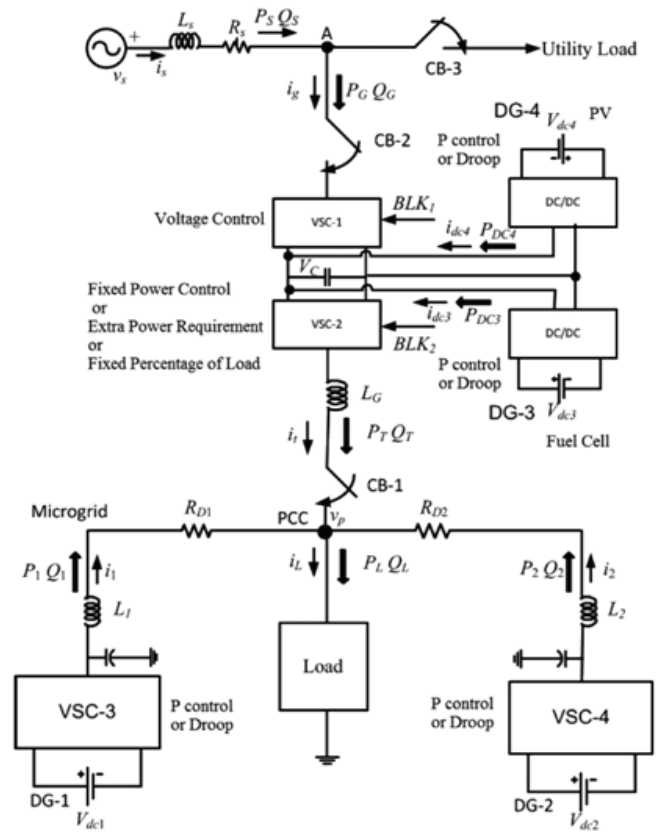 L_s
P_S Q_S
R_s
A
+
v_s
i_s
Utility Load
CB-3
i_g
P_G Q_G
CB-2
DG-4
V_dc4
PV
P control
or Droop
+ -
DC/DC
Voltage Control
VSC-1
BLK_1
i_dc4
P_DC4
V_C
Fixed Power Control
or
Extra Power Requirement
or
Fixed Percentage of Load
VSC-2
i_dc3
P_DC3
BLK_2
DC/DC
P control
or Droop
+ -
L_G
DG-3
V_dc3
Fuel Cell
i_t
P_T Q_T
CB-1
Microgrid
R_D1
PCC
v_p
R_D2
P_1 Q_1
i_1
L_1
i_L
P_L Q_L
P_2 Q_2
i_2
L_2
Load
VSC-3
P control
or Droop
P control
or Droop
VSC-4
+ -
DG-1
V_dc1
+ -
DG-2
V_dc2